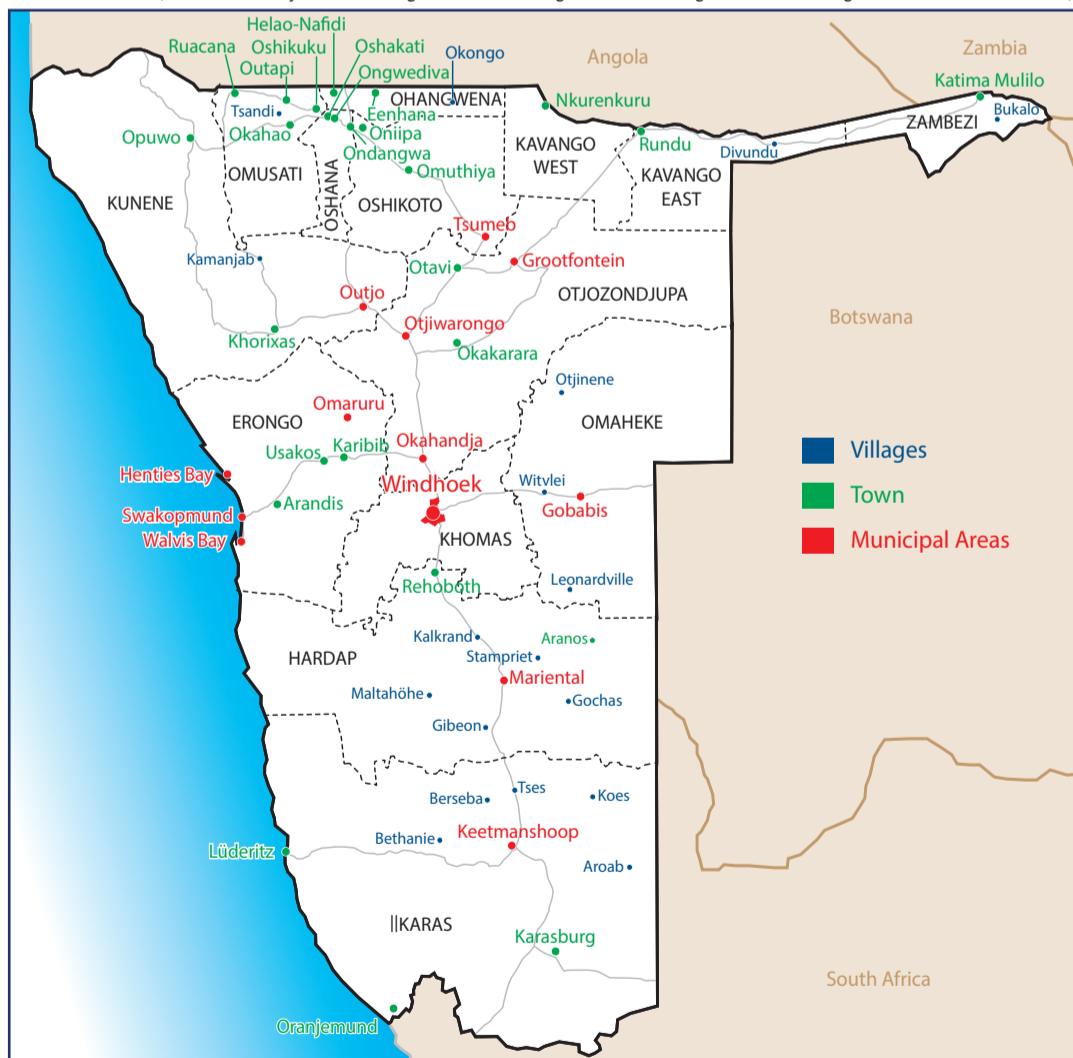 Helao-Nafidi
Ruacana
Oshikuku
Oshakati
Outapi
Ongwediva
Okongo
Angola
Zambia
Katima Mulilo
Tsandi
OHANGWENA
Nkurenkuru
Bukalo
ZAMBEZI
Eenhana
Opuwo
Okahao
Oniipa
Rundu
Divundu
Ondangwa
KAVANGO
WEST
OMUSATI
Omuthiya
KAVANGO
EAST
KUNENE
OSHANA
OSHIKOTO
Tsumeb
Kamanjab
Otavi
Grootfontein
Outjo
OTJOZONDJUPA
Botswana
Otjiwarongo
Khorixas
Okakarara
Otjinene
Omaruru
ERONGO
OMAHEKE
Okahandja
Usakos
Karibib
Villages
Henties Bay
Windhoek
Witvlei
Town
Arandis
Gobabis
Swakopmund
Walvis Bay
KHOMAS
Municipal Areas
Rehoboth
Leonardville
Kalkrand
Aranos
HARDAP
Stampriet
Mariental
Maltahöhe
Gochas
Gibeon
Tses
Berseba
Koes
Bethanie
Keetmanshoop
Lüderitz
Aroab
||KARAS
Karasburg
South Africa
Oranjemund